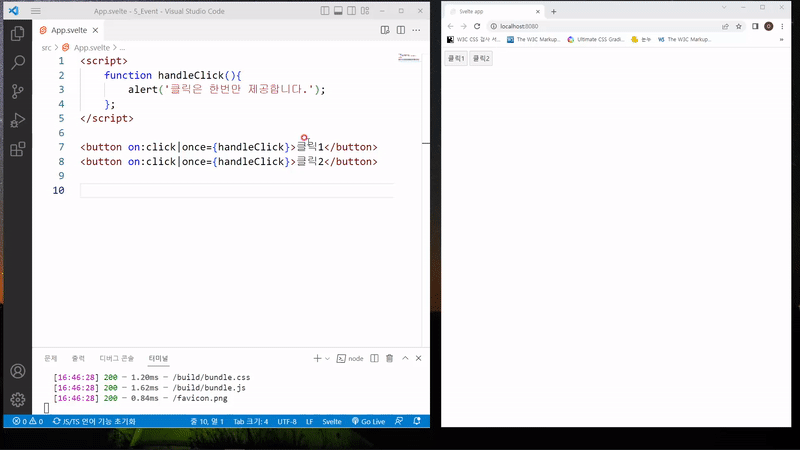 App.svelte - 5_Event - Visual Studio Code
App.svelte
src > App.svelte > ...
1 <script>
2 function handleClick(){
3 alert('클릭은 한번만 제공합니다.');
4 };
5 </script>
6
7 <button on:click|once={handleClick}>클릭1</button>
8 <button on:click|once={handleClick}>클릭2</button>
9
10
문제 출력 디버그 콘솔 터미널 node
[16:46:28] 200 ─ 1.20ms ─ /build/bundle.css
[16:46:28] 200 ─ 1.62ms ─ /build/bundle.js
[16:46:28] 200 ─ 0.84ms ─ /favicon.png
0 0 JS/TS 언어 기능 초기화 줄 10, 열 1 Tab 크기: 4 UTF-8 LF Svelte Go Live
Svelte app
localhost:8080
W3C CSS 검사 서... The W3C Markup... Ultimate CSS Gradi... 눈누 The W3C Markup...
클릭1 클릭2